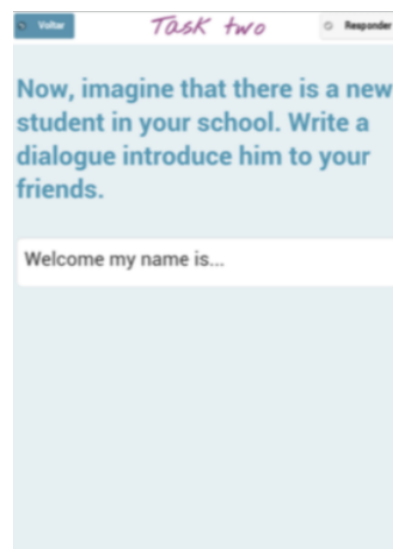 Voltar Task two Responder
Now, imagine that there is a new
student in your school. Write a
dialogue introduce him to your
friends.
Welcome my name is...